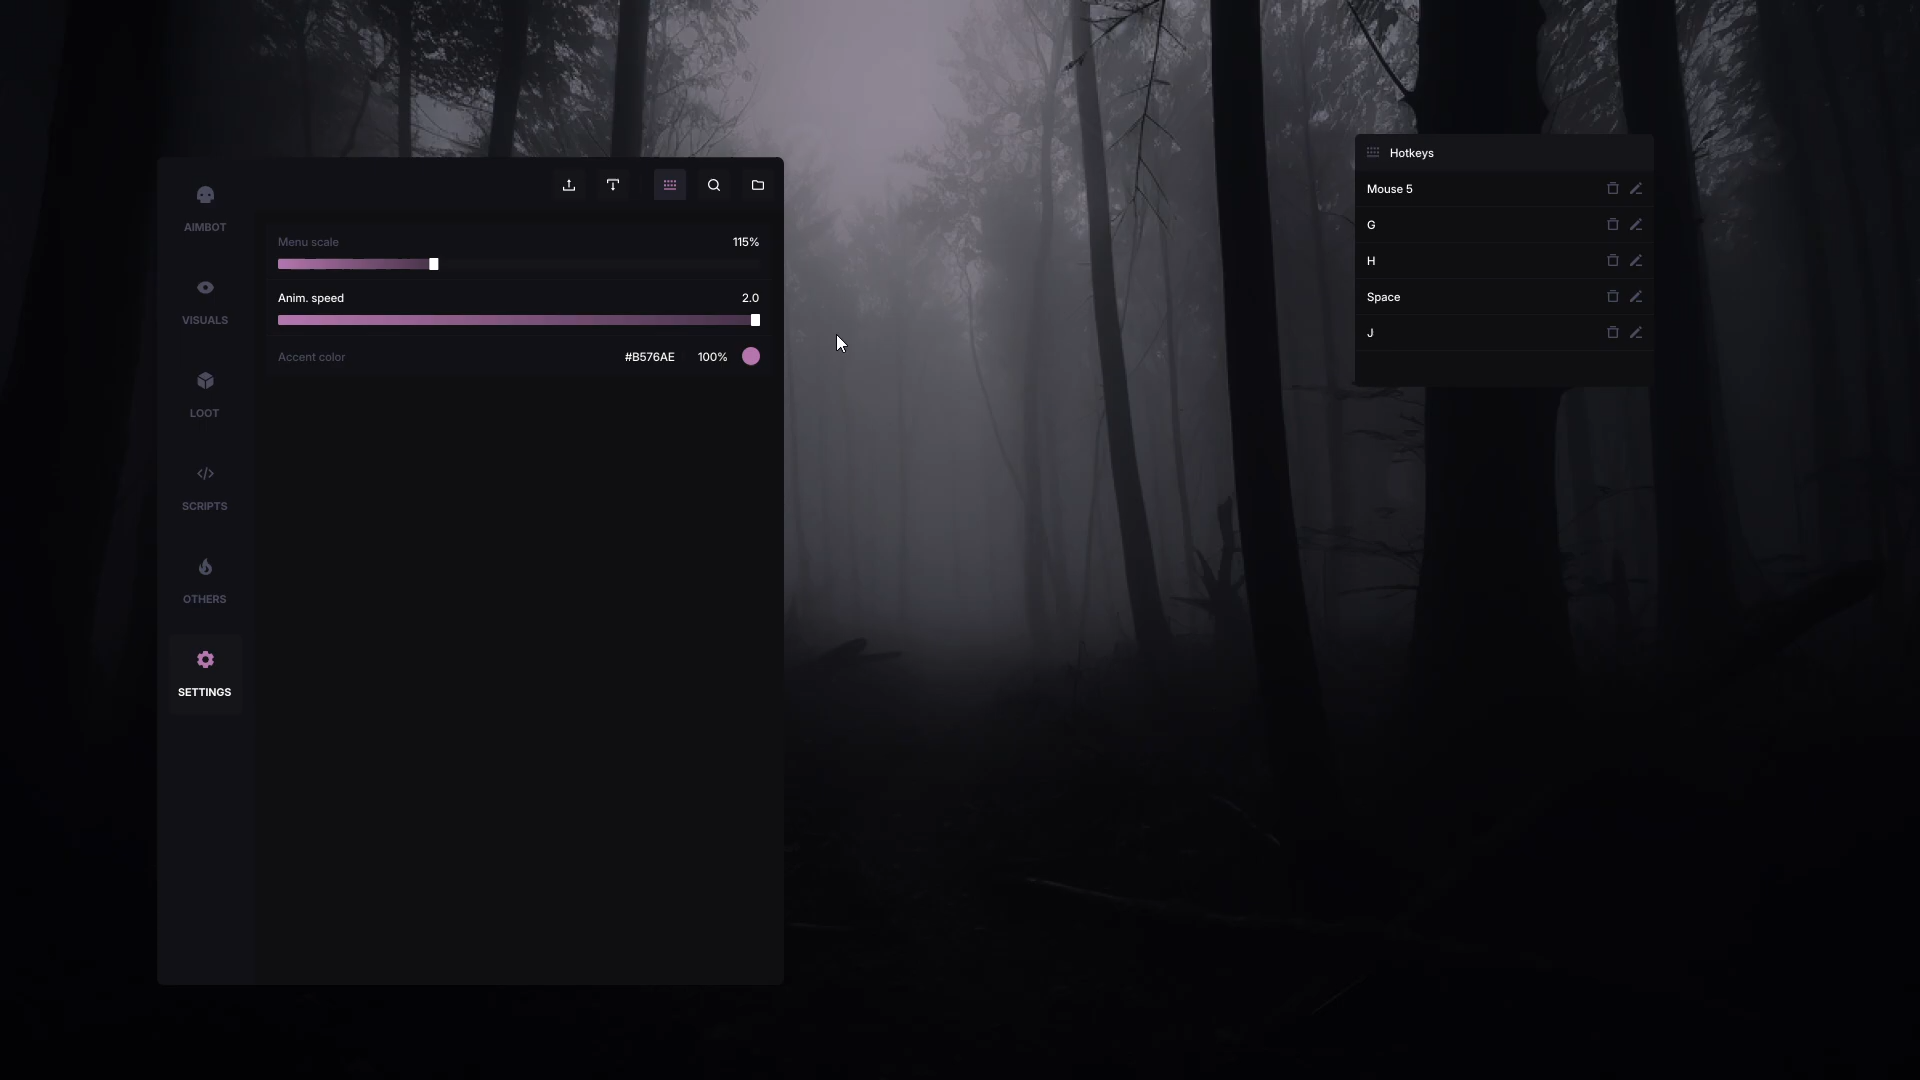 AIMBOT
VISUALS
LOOT
SCRIPTS
OTHERS
SETTINGS
Menu scale 115%
Anim. speed 2.0
Accent color #B576AE 100%
Hotkeys
Mouse 5
G
H
Space
J